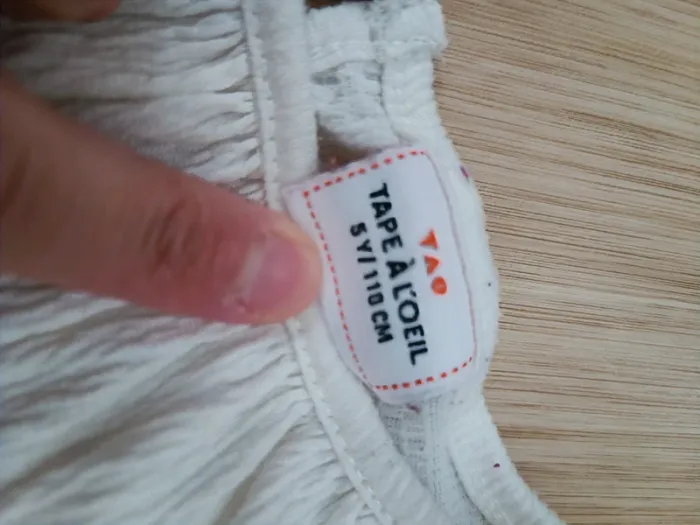 TAO
TAPE À L'OEIL
5 Y / 110 CM